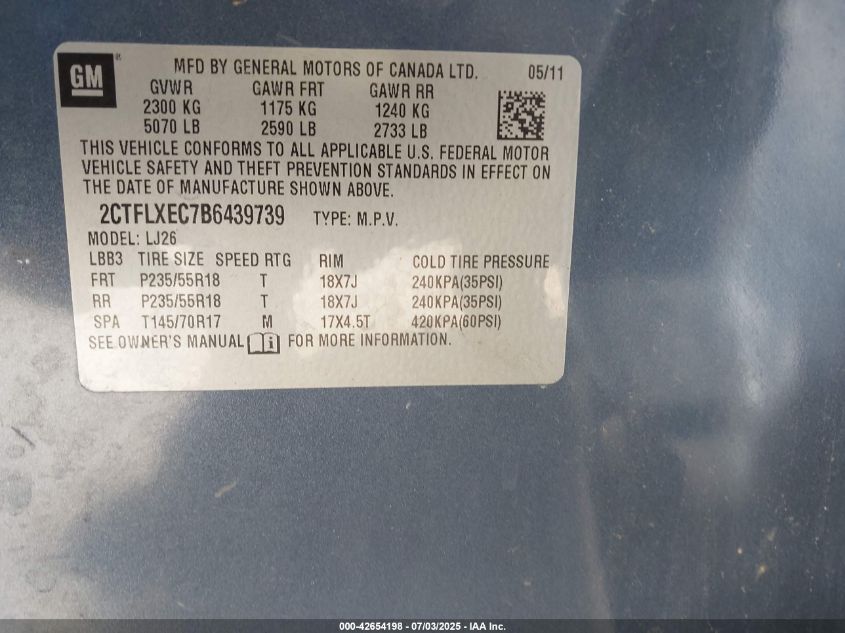 GM ® MFD BY GENERAL MOTORS OF CANADA LTD. 05/11
GVWR GAWR FRT GAWR RR
2300 KG 1175 KG 1240 KG
5070 LB 2590 LB 2733 LB
THIS VEHICLE CONFORMS TO ALL APPLICABLE U.S. FEDERAL MOTOR
VEHICLE SAFETY AND THEFT PREVENTION STANDARDS IN EFFECT ON
THE DATE OF MANUFACTURE SHOWN ABOVE.
2CTFLXEC7B6439739 TYPE: M.P.V.
MODEL: LJ26
LBB3 TIRE SIZE SPEED RTG RIM COLD TIRE PRESSURE
FRT P235/55R18 T 18X7J 240KPA(35PSI)
RR P235/55R18 T 18X7J 240KPA(35PSI)
SPA T145/70R17 M 17X4.5T 420KPA(60PSI)
SEE OWNER'S MANUAL i FOR MORE INFORMATION.
000-42654198 - 07/03/2025 - IAA Inc.